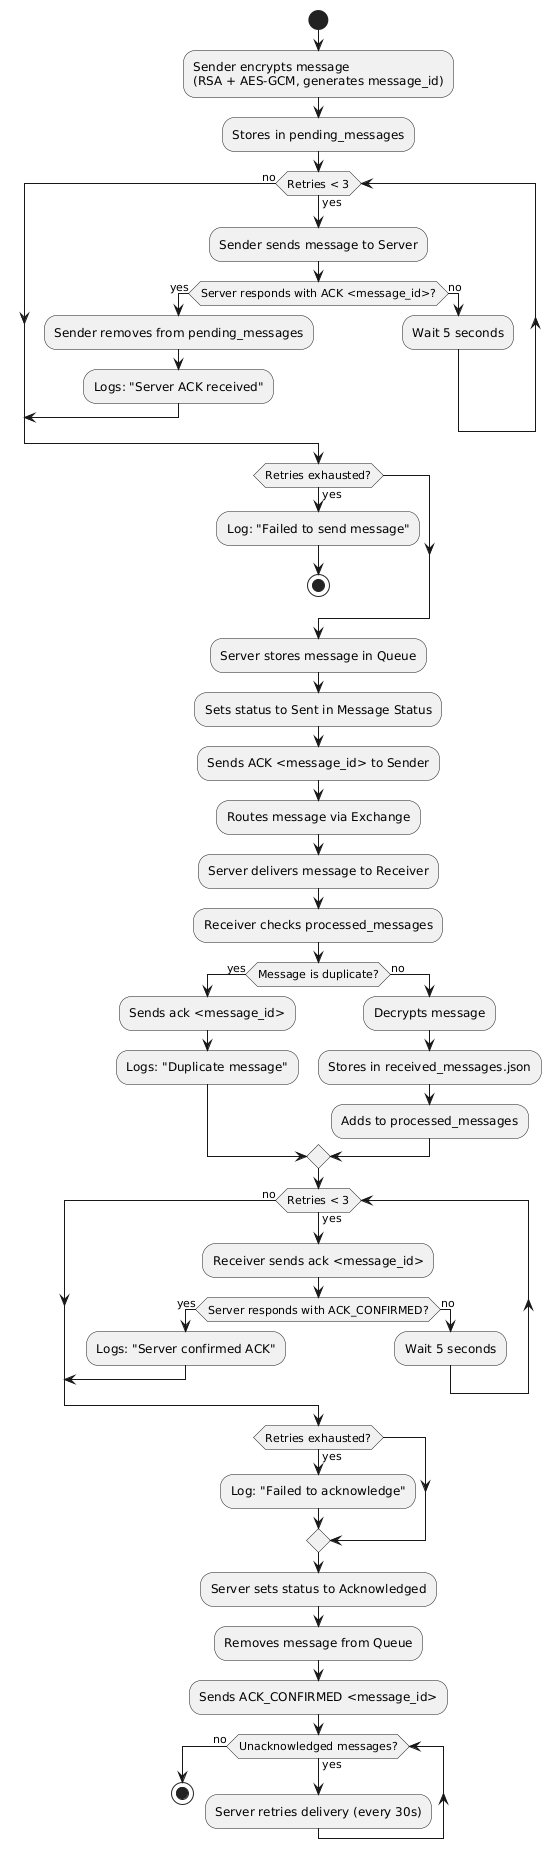 Sender encrypts message
(RSA + AES-GCM, generates message_id)
Stores in pending_messages
no
Retries < 3
yes
Sender sends message to Server
yes
Server responds with ACK <message_id>?
no
Sender removes from pending_messages
Wait 5 seconds
Logs: "Server ACK received"
Retries exhausted?
yes
Log: "Failed to send message"
Server stores message in Queue
Sets status to Sent in Message Status
Sends ACK <message_id> to Sender
Routes message via Exchange
Server delivers message to Receiver
Receiver checks processed_messages
yes
Message is duplicate?
no
Sends ack <message_id>
Decrypts message
Logs: "Duplicate message"
Stores in received_messages.json
Adds to processed_messages
no
Retries < 3
yes
Receiver sends ack <message_id>
yes
Server responds with ACK_CONFIRMED?
no
Logs: "Server confirmed ACK"
Wait 5 seconds
Retries exhausted?
yes
Log: "Failed to acknowledge"
Server sets status to Acknowledged
Removes message from Queue
Sends ACK_CONFIRMED <message_id>
no
Unacknowledged messages?
yes
Server retries delivery (every 30s)